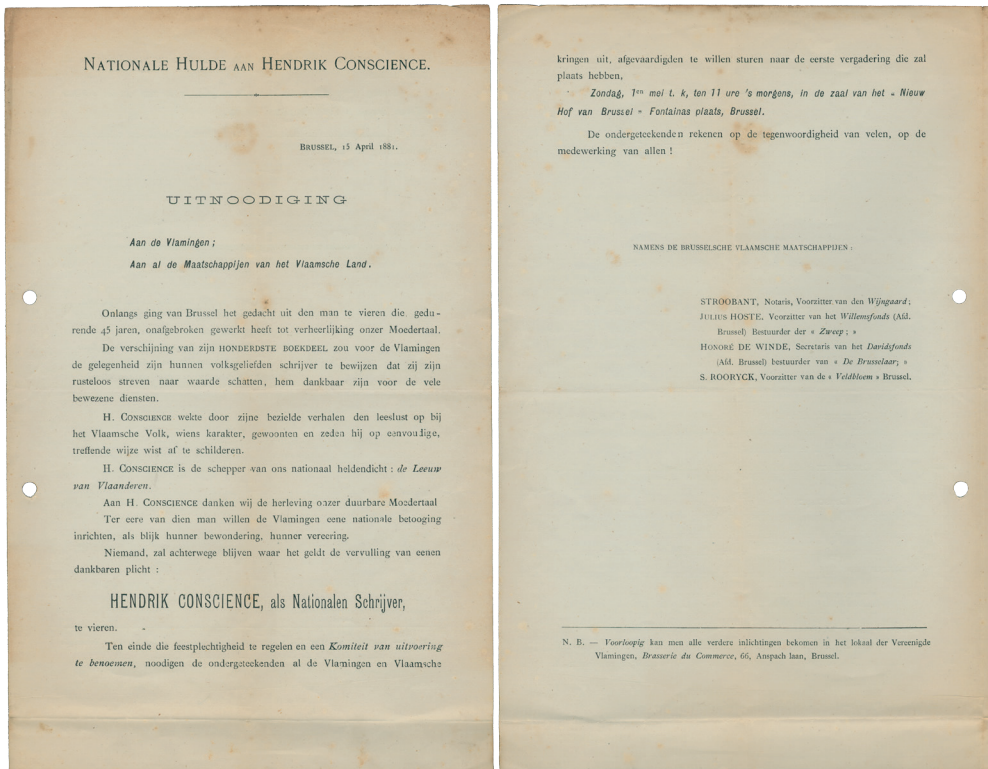 NATIONALE HULDE AAN HENDRIK CONSCIENCE.
BRUSSEL, 15 April 1881.
UITNOODIGING
Aan de Vlamingen ;
Aan al de Maatschappijen van het Vlaamsche Land.
Onlangs ging van Brussel het gedacht uit den man te vieren die gedu-
rende 45 jaren, onafgebroken gewerkt heeft tot verheerlijking onzer Moedertaal.
De verschijning van zijn HONDERDSTE BOEKDEEL zou voor de Vlamingen
de gelegenheid zijn hunnen volksgeliefden schrijver te bewijzen dat zij zijn
rusteloos streven naar waarde schatten, hem dankbaar zijn voor de vele
bewezene diensten.
H. CONSCIENCE wekte door zijne bezielde verhalen den leeslust op bij
het Vlaamsche Volk, wiens karakter, gewoonten en zeden hij op eenvoudige,
treffende wijze wist af te schilderen.
H. CONSCIENCE is de schepper van ons nationaal heldendicht : de Leeuw
van Vlaanderen.
Aan H. CONSCIENCE danken wij de herleving onzer duurbare Moedertaal
Ter eere van dien man willen de Vlamingen eene nationale betooging
inrichten, als blijk hunner bewondering, hunner vereering.
Niemand, zal achterwege blijven waar het geldt de vervulling van eenen
dankbaren plicht :
HENDRIK CONSCIENCE, als Nationalen Schrijver,
te vieren.
Ten einde die feestplechtigheid te regelen en een Komiteit van uitvoering
te benoemen, noodigen de ondergeteekenden al de Vlamingen en Vlaamsche
kringen uit, afgevaardigden te willen sturen naar de eerste vergadering die zal
plaats hebben,
Zondag, 1en mei t. k, ten 11 ure 's morgens, in de zaal van het « Nieuw
Hof van Brussel » Fontainas plaats, Brussel.
De ondergeteekenden rekenen op de tegenwoordigheid van velen, op de
medewerking van allen !
NAMENS DE BRUSSELSCHE VLAAMSCHE MAATSCHAPPIJEN :
STROOBANT, Notaris, Voorzitter van den Wijngaard ;
JULIUS HOSTE, Voorzitter van het Willemsfonds (Afd.
Brussel) Bestuurder der « Zweep ; »
HONORÉ DE WINDE, Secretaris van het Davidsfonds
(Afd. Brussel) bestuurder van « De Brusselaar; »
S. ROORYCK, Voorzitter van de « Veldbloem » Brussel.
N. B. — Voorloopig kan men alle verdere inlichtingen bekomen in het lokaal der Vereenigde
Vlamingen, Brasserie du Commerce, 66, Anspach laan, Brussel.